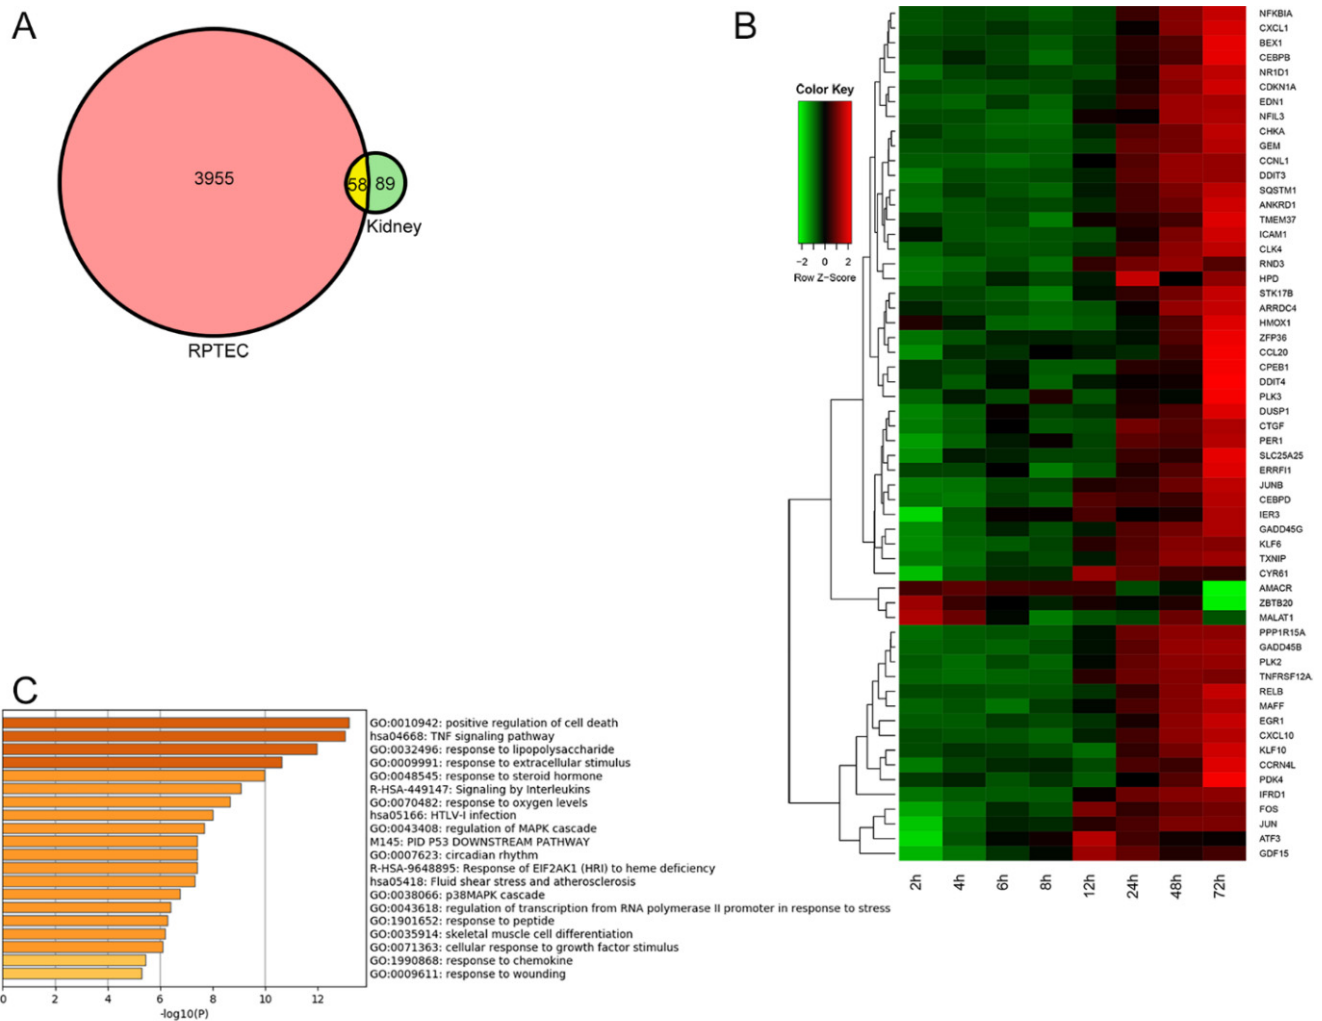 A
3955
58
89
Kidney
RPTEC
B
Color Key
−2 0 2
Row Z-Score
NFKBIA
CXCL1
BEX1
CEBPB
NR1D1
CDKN1A
EDN1
NFIL3
CHKA
GEM
CCNL1
DDIT3
SQSTM1
ANKRD1
TMEM37
ICAM1
CLK4
RND3
HPD
STK17B
ARRDC4
HMOX1
ZFP36
CCL20
CPEB1
DDIT4
PLK3
DUSP1
CTGF
PER1
SLC25A25
ERRFI1
JUNB
CEBPD
IER3
GADD45G
KLF6
TXNIP
CYR61
AMACR
ZBTB20
MALAT1
PPP1R15A
GADD45B
PLK2
TNFRSF12A
RELB
MAFF
EGR1
CXCL10
KLF10
CCRN4L
PDK4
IFRD1
FOS
JUN
ATF3
GDF15
2h 4h 6h 8h 12h 24h 48h 72h
C
GO:0010942: positive regulation of cell death
hsa04668: TNF signaling pathway
GO:0032496: response to lipopolysaccharide
GO:0009991: response to extracellular stimulus
GO:0048545: response to steroid hormone
R-HSA-449147: Signaling by Interleukins
GO:0070482: response to oxygen levels
hsa05166: HTLV-I infection
GO:0043408: regulation of MAPK cascade
M145: PID P53 DOWNSTREAM PATHWAY
GO:0007623: circadian rhythm
R-HSA-9648895: Response of EIF2AK1 (HRI) to heme deficiency
hsa05418: Fluid shear stress and atherosclerosis
GO:0038066: p38MAPK cascade
GO:0043618: regulation of transcription from RNA polymerase II promoter in response to stress
GO:1901652: response to peptide
GO:0035914: skeletal muscle cell differentiation
GO:0071363: cellular response to growth factor stimulus
GO:1990868: response to chemokine
GO:0009611: response to wounding
0 2 4 6 8 10 12
-log10(P)